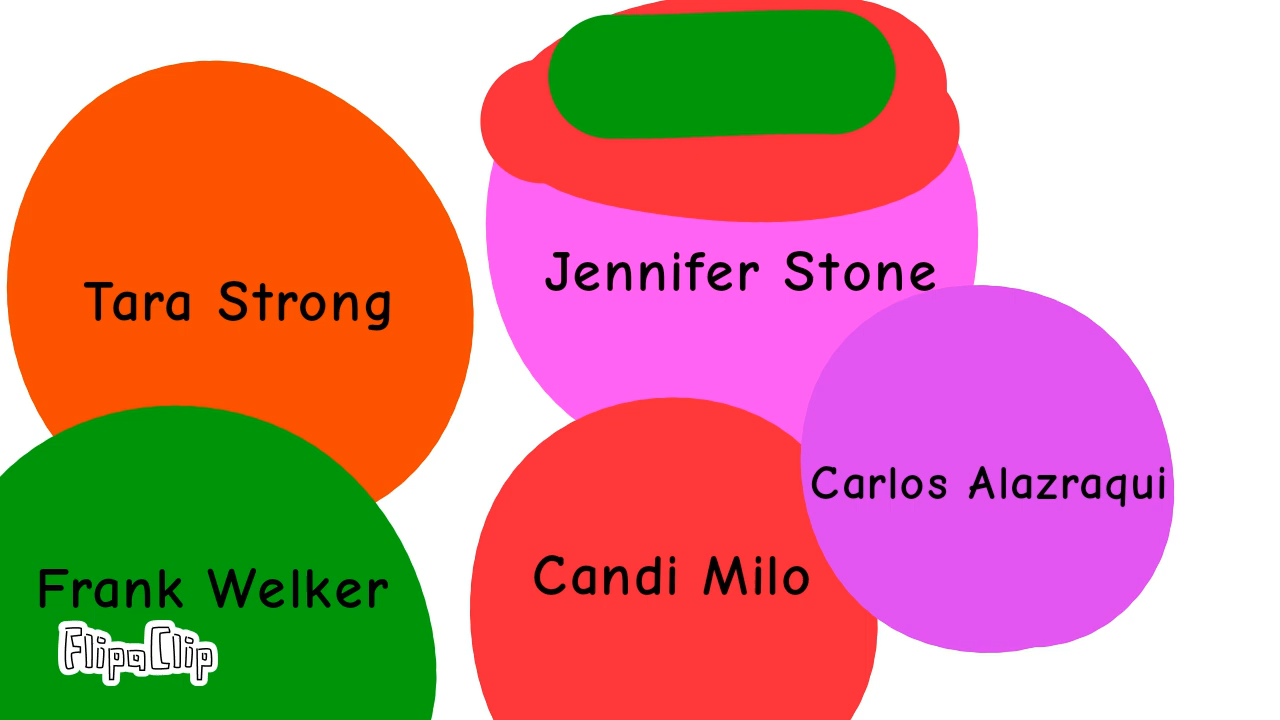 Jennifer Stone
Tara Strong
Carlos Alazraqui
Candi Milo
Frank Welker
FlipaClip